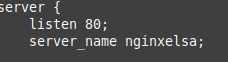 server {
listen 80;
server_name nginxelsa;